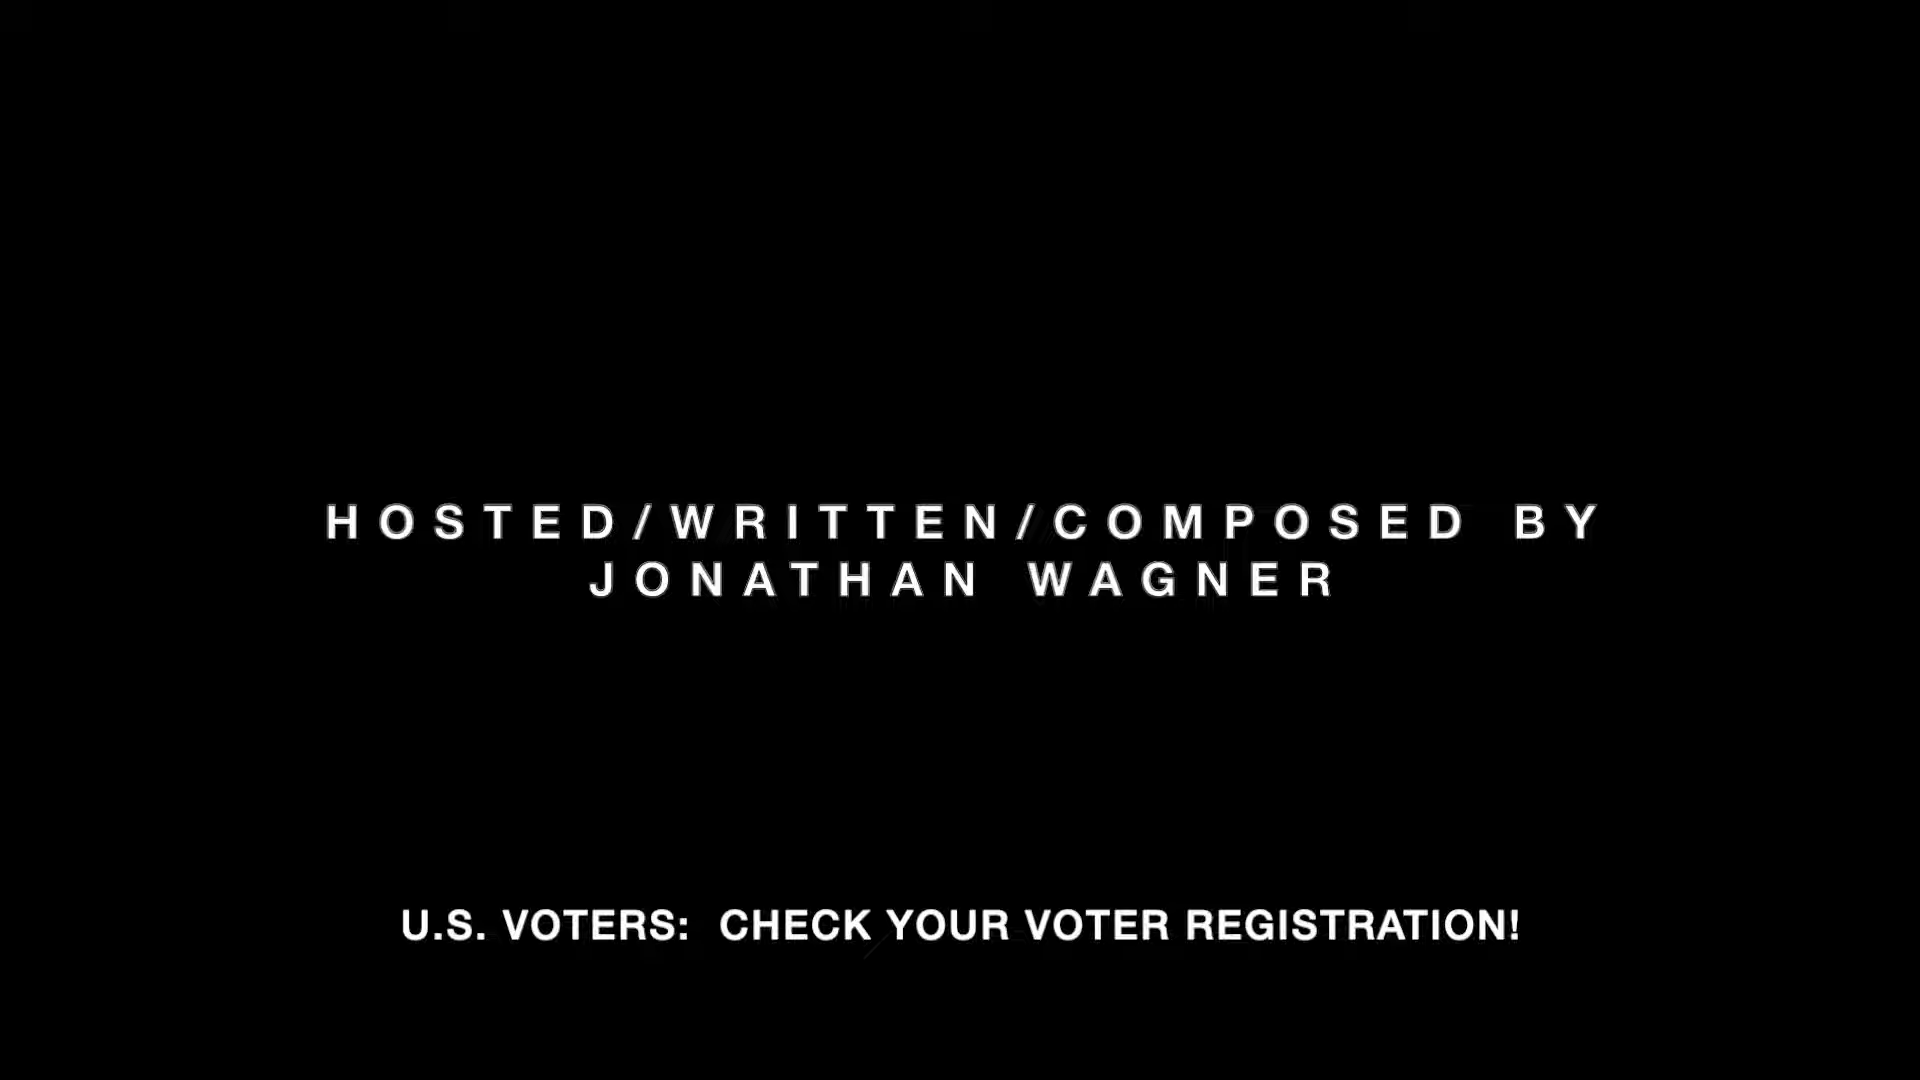 HOSTED/WRITTEN/COMPOSED BY
JONATHAN WAGNER
U.S. VOTERS: CHECK YOUR VOTER REGISTRATION!